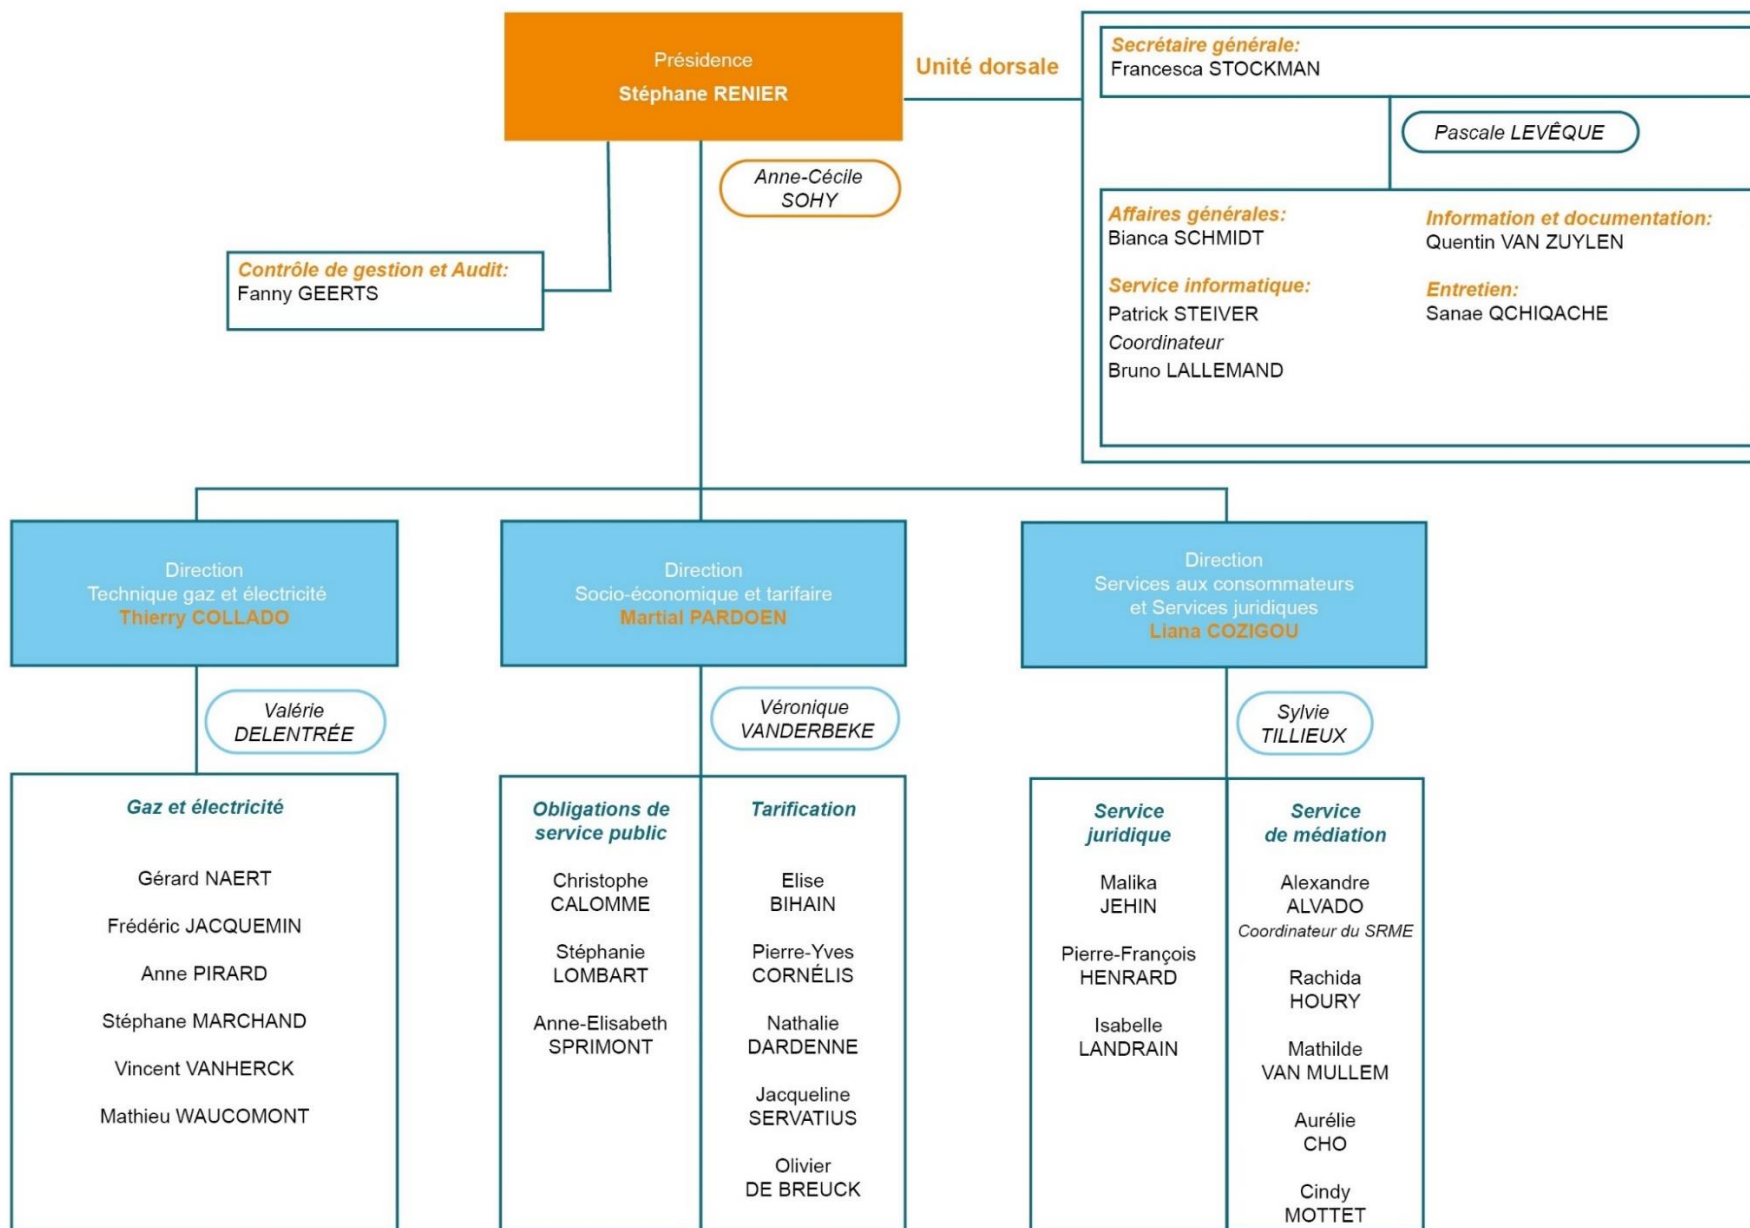 Présidence
Stéphane RENIER
Unité dorsale
Secrétaire générale:
Francesca STOCKMAN
Pascale LEVÊQUE
Anne-Cécile
SOHY
Affaires générales:
Bianca SCHMIDT
Service informatique:
Patrick STEIVER
Coordinateur
Bruno LALLEMAND
Information et documentation:
Quentin VAN ZUYLEN
Entretien:
Sanae QCHIQACHE
Contrôle de gestion et Audit:
Fanny GEERTS
Direction
Technique gaz et électricité
Thierry COLLADO
Valérie
DELENTRÉE
Gaz et électricité
Gérard NAERT
Frédéric JACQUEMIN
Anne PIRARD
Stéphane MARCHAND
Vincent VANHERCK
Mathieu WAUCOMONT
Direction
Socio-économique et tarifaire
Martial PARDOEN
Véronique
VANDERBEKE
Obligations de
service public
Christophe
CALOMME
Stéphanie
LOMBART
Anne-Elisabeth
SPRIMONT
Tarification
Elise
BIHAIN
Pierre-Yves
CORNÉLIS
Nathalie
DARDENNE
Jacqueline
SERVATIUS
Olivier
DE BREUCK
Direction
Services aux consommateurs
et Services juridiques
Liana COZIGOU
Sylvie
TILLIEUX
Service
juridique
Malika
JEHIN
Pierre-François
HENRARD
Isabelle
LANDRAIN
Service
de médiation
Alexandre
ALVADO
Coordinateur du SRME
Rachida
HOURY
Mathilde
VAN MULLEM
Aurélie
CHO
Cindy
MOTTET